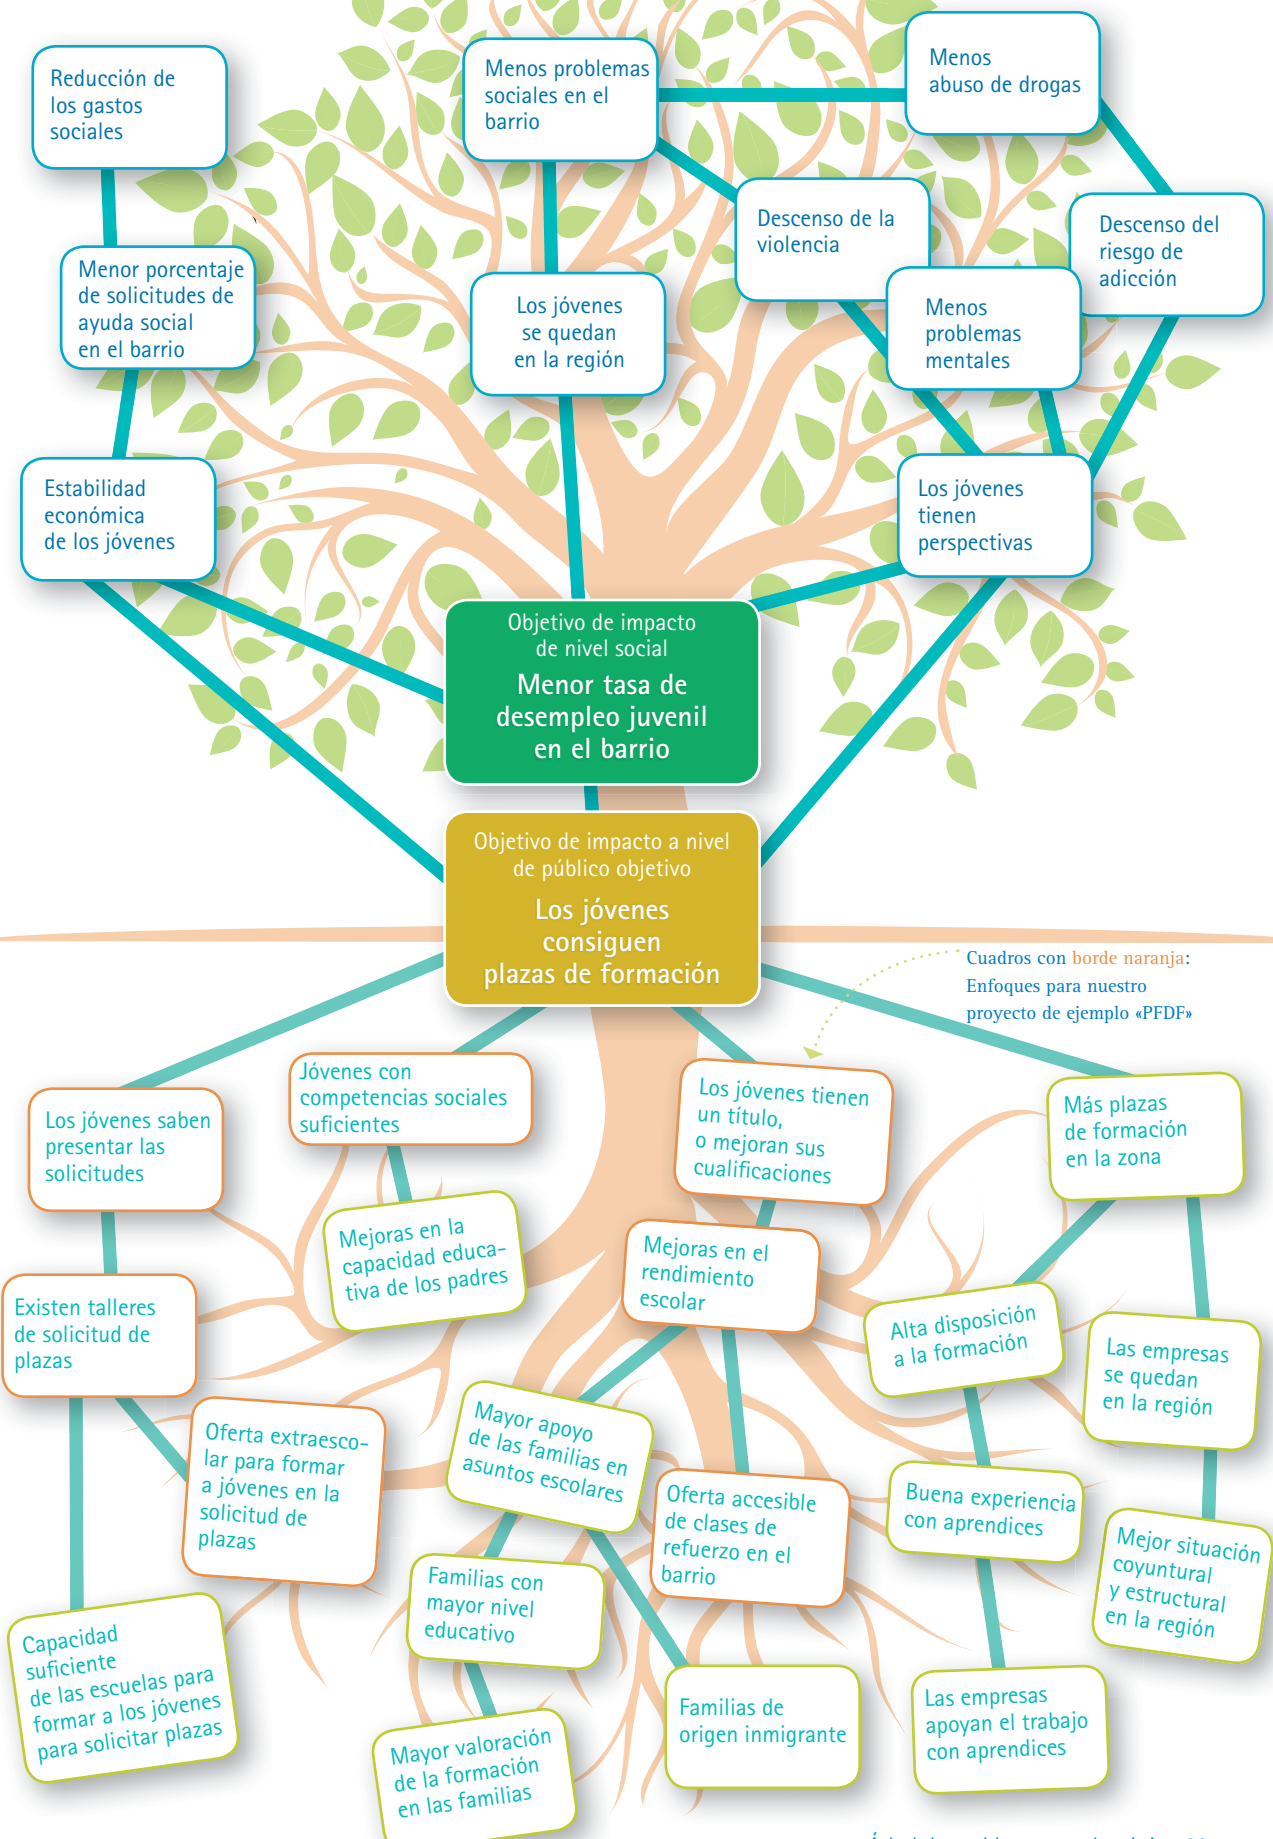 Reducción de
los gastos
sociales
Menos problemas
sociales en el
barrio
Menos
abuso de drogas
Descenso de la
violencia
Descenso del
riesgo de
adicción
Menor porcentaje
de solicitudes de
ayuda social
en el barrio
Los jóvenes
se quedan
en la región
Menos
problemas
mentales
Estabilidad
económica
de los jóvenes
Los jóvenes
tienen
perspectivas
Objetivo de impacto
de nivel social
Menor tasa de
desempleo juvenil
en el barrio
Objetivo de impacto a nivel
de público objetivo
Los jóvenes
consiguen
plazas de formación
Cuadros con borde naranja:
Enfoques para nuestro
proyecto de ejemplo «PFDF»
Los jóvenes saben
presentar las
solicitudes
Jóvenes con
competencias sociales
suficientes
Los jóvenes tienen
un título,
o mejoran sus
cualificaciones
Más plazas
de formación
en la zona
Mejoras en la
capacidad educa-
tiva de los padres
Mejoras en el
rendimiento
escolar
Existen talleres
de solicitud de
plazas
Alta disposición
a la formación
Las empresas
se quedan
en la región
Oferta extraesco-
lar para formar
a jóvenes en la
solicitud de
plazas
Mayor apoyo
de las familias en
asuntos escolares
Oferta accesible
de clases de
refuerzo en el
barrio
Buena experiencia
con aprendices
Mejor situación
coyuntural
y estructural
en la región
Familias con
mayor nivel
educativo
Capacidad
suficiente
de las escuelas para
formar a los jóvenes
para solicitar plazas
Familias de
origen inmigrante
Las empresas
apoyan el trabajo
con aprendices
Mayor valoración
de la formación
en las familias